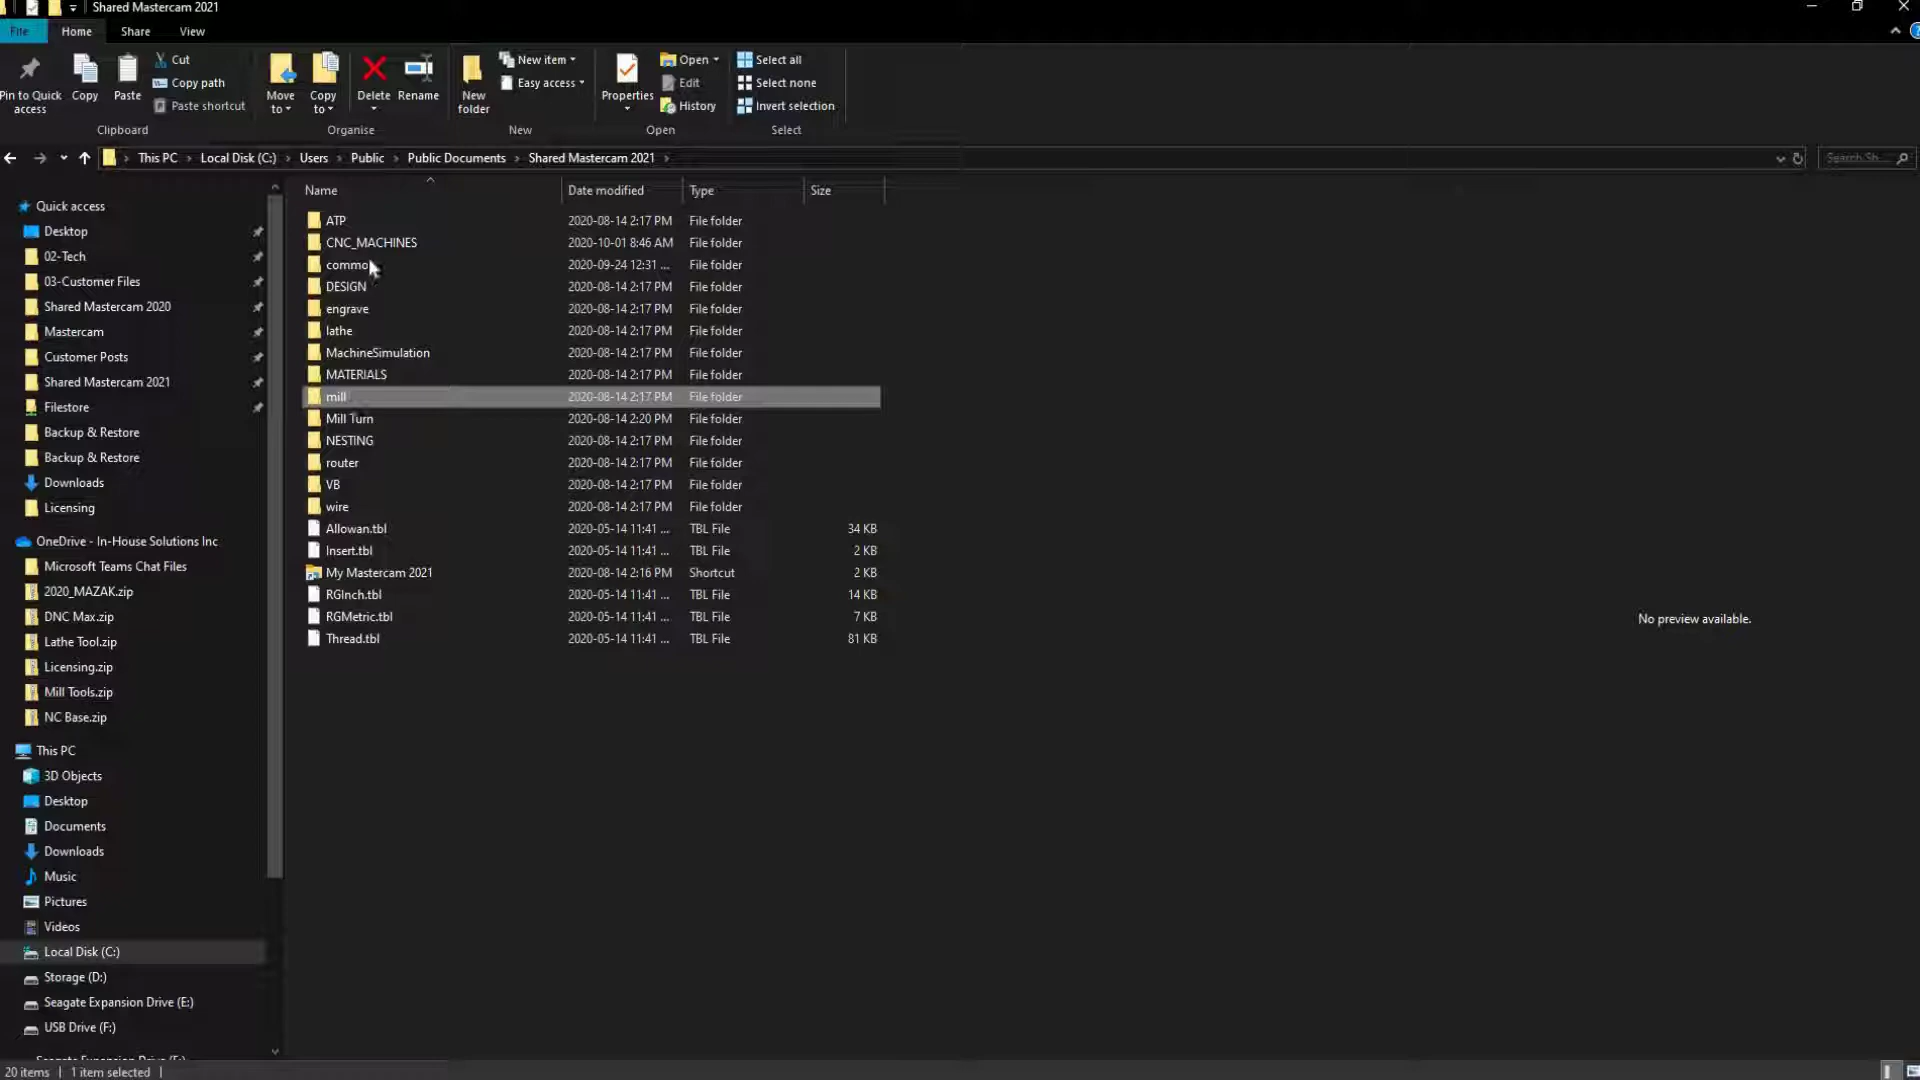 Shared Mastercam 2021
File Home Share View
Pin to Quick access
Copy
Paste
Cut
Copy path
Paste shortcut
Clipboard
Move to
Copy to
Delete
Rename
Organise
New folder
New item
Easy access
New
Properties
Open
Edit
History
Open
Select all
Select none
Invert selection
Select
This PC > Local Disk (C:) > Users > Public > Public Documents > Shared Mastercam 2021 >
Search Sh...
Quick access
Desktop
02-Tech
03-Customer Files
Shared Mastercam 2020
Mastercam
Customer Posts
Shared Mastercam 2021
Filestore
Backup & Restore
Backup & Restore
Downloads
Licensing
OneDrive - In-House Solutions Inc
Microsoft Teams Chat Files
2020_MAZAK.zip
DNC Max.zip
Lathe Tool.zip
Licensing.zip
Mill Tools.zip
NC Base.zip
This PC
3D Objects
Desktop
Documents
Downloads
Music
Pictures
Videos
Local Disk (C:)
Storage (D:)
Seagate Expansion Drive (E:)
USB Drive (F:)
Name Date modified Type Size
ATP 2020-08-14 2:17 PM File folder
CNC_MACHINES 2020-10-01 8:46 AM File folder
commo 2020-09-24 12:31 ... File folder
DESIGN 2020-08-14 2:17 PM File folder
engrave 2020-08-14 2:17 PM File folder
lathe 2020-08-14 2:17 PM File folder
MachineSimulation 2020-08-14 2:17 PM File folder
MATERIALS 2020-08-14 2:17 PM File folder
mill 2020-08-14 2:17 PM File folder
Mill Turn 2020-08-14 2:20 PM File folder
NESTING 2020-08-14 2:17 PM File folder
router 2020-08-14 2:17 PM File folder
VB 2020-08-14 2:17 PM File folder
wire 2020-08-14 2:17 PM File folder
Allowan.tbl 2020-05-14 11:41 ... TBL File 34 KB
Insert.tbl 2020-05-14 11:41 ... TBL File 2 KB
My Mastercam 2021 2020-08-14 2:16 PM Shortcut 2 KB
RGInch.tbl 2020-05-14 11:41 ... TBL File 14 KB
RGMetric.tbl 2020-05-14 11:41 ... TBL File 7 KB
Thread.tbl 2020-05-14 11:41 ... TBL File 81 KB
No preview available.
20 items | 1 item selected |